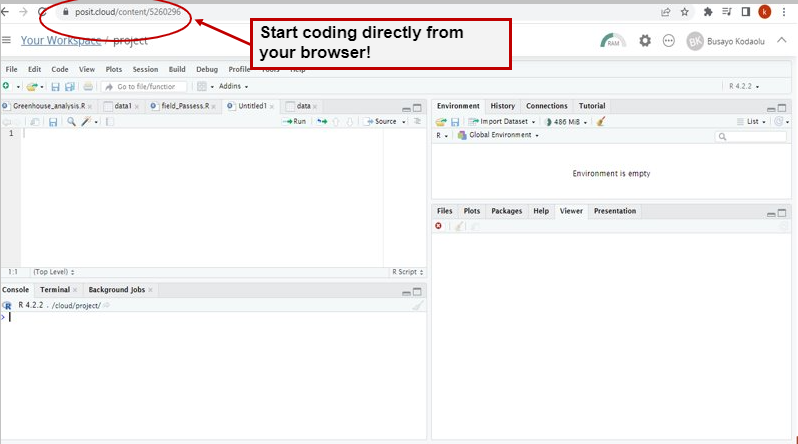 posit.cloud/content/5260296
Start coding directly from
your browser!
Your Workspace / project
RAM
BK
Busayo Kodaolu
k
File Edit Code View Plots Session Build Debug Profile Tools Help
Go to file/function
Addins
R 4.2.2
Greenhouse_analysis.R
data1
field_Passess.R
Untitled1
data
Run
Source
1
1:1
(Top Level)
R Script
Console
Terminal
Background Jobs
R 4.2.2 . /cloud/project/
>
Environment
History
Connections
Tutorial
Import Dataset
486 MiB
List
R
Global Environment
Environment is empty
Files
Plots
Packages
Help
Viewer
Presentation